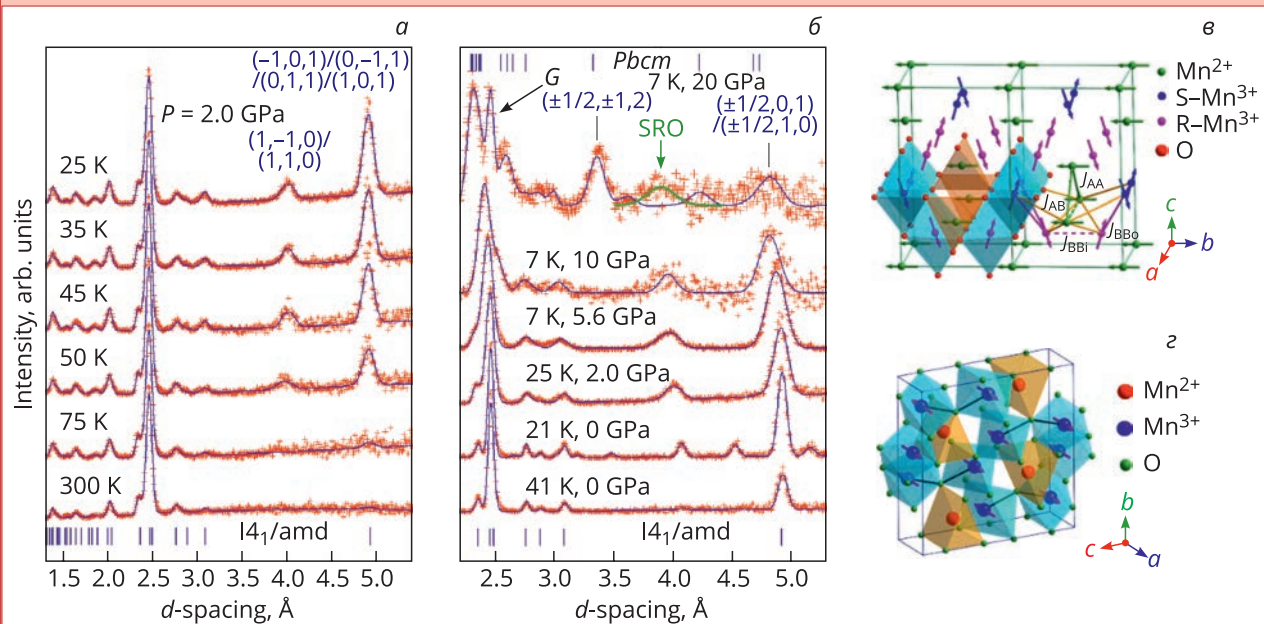 а
(–1,0,1)/(0,–1,1)
/(0,1,1)/(1,0,1)
P = 2.0 GPa
(1,–1,0)/
(1,1,0)
25 K
35 K
45 K
50 K
75 K
300 K
I4₁/amd
Intensity, arb. units
1.5 2.0 2.5 3.0 3.5 4.0 4.5 5.0
d-spacing, Å
б
Pbcm
G
7 K, 20 GPa
(±1/2,±1,2)
(±1/2,0,1)
/(±1/2,1,0)
SRO
7 K, 10 GPa
7 K, 5.6 GPa
25 K, 2.0 GPa
21 K, 0 GPa
41 K, 0 GPa
I4₁/amd
2.5 3.0 3.5 4.0 4.5 5.0
d-spacing, Å
в
Mn²⁺
S–Mn³⁺
R–Mn³⁺
O
J_AA
J_AB
J_BBo
J_BBi
c
b
a
г
Mn²⁺
Mn³⁺
O
b
c
a